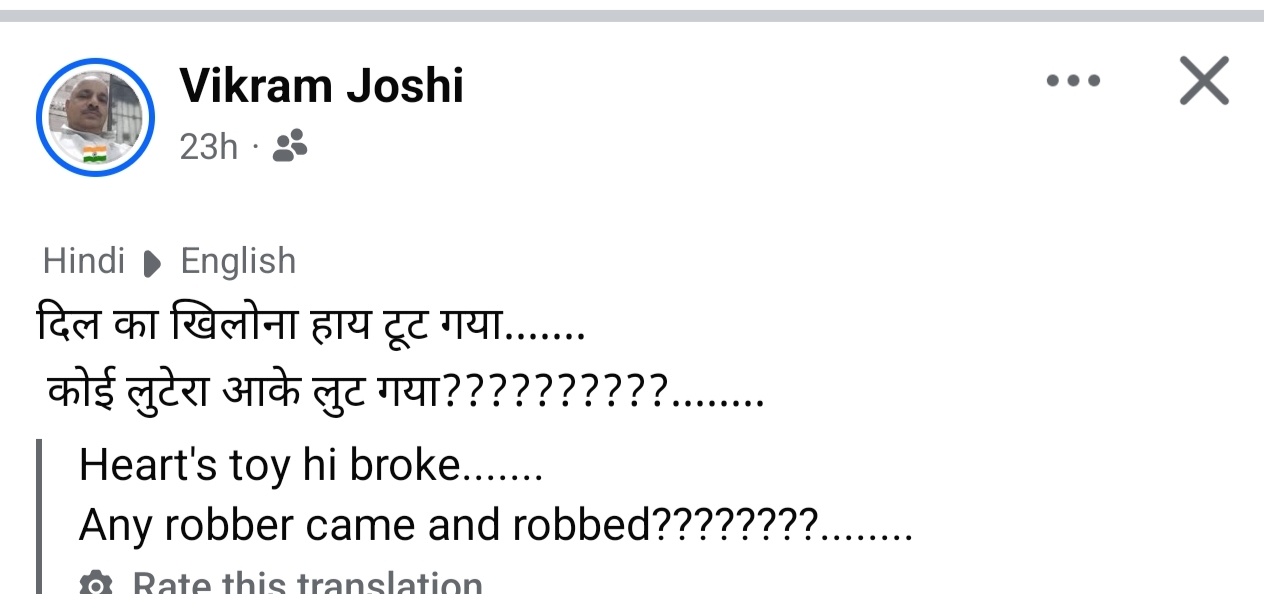 Vikram Joshi
23h ·
Hindi ▶ English
दिल का खिलोना हाय टूट गया.......
कोई लुटेरा आके लुट गया??????????........
Heart's toy hi broke.......
Any robber came and robbed????????........
Rate this translation